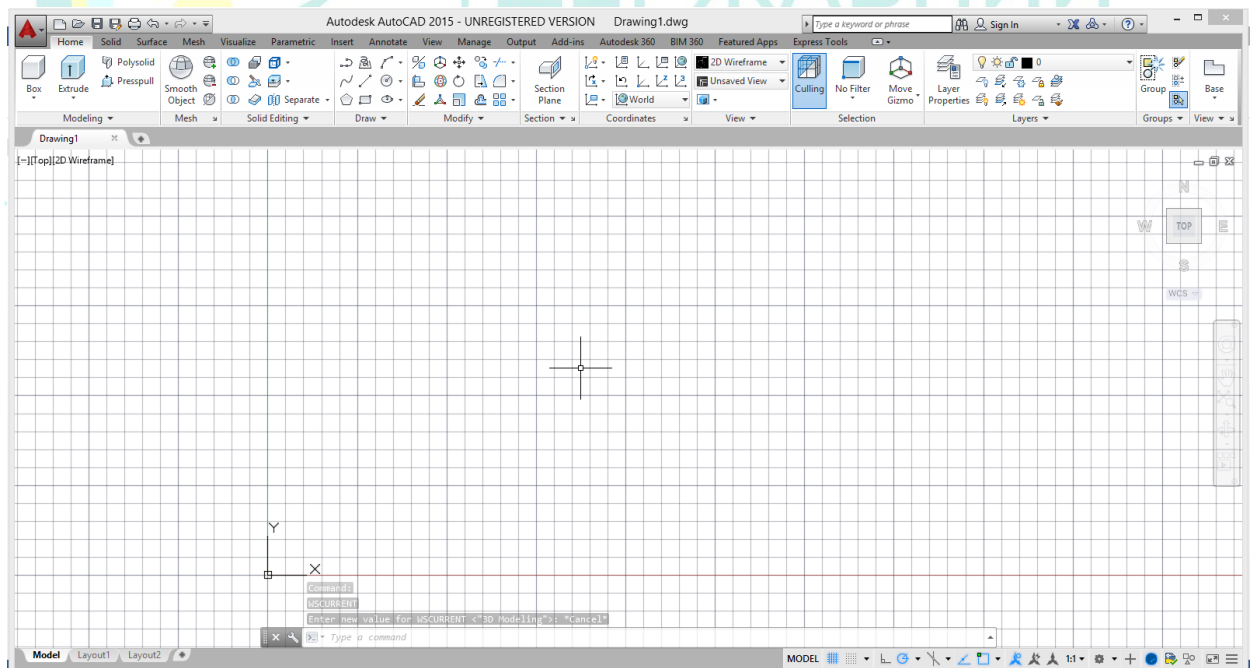 ДЕРЖАВНИЙ
Autodesk AutoCAD 2015 - UNREGISTERED VERSION Drawing1.dwg
Type a keyword or phrase
Sign In
Home Solid Surface Mesh Visualize Parametric Insert Annotate View Manage Output Add-ins Autodesk 360 BIM 360 Featured Apps Express Tools
Box
Extrude
Polysolid
Presspull
Smooth
Object
Separate
Section
Plane
World
2D Wireframe
Unsaved View
Culling
No Filter
Move
Gizmo
Layer
Properties
0
Group
Base
Modeling Mesh Solid Editing Draw Modify Section Coordinates View Selection Layers Groups View
Drawing1
[−][Top][2D Wireframe]
N
W TOP E
S
WCS
Y
X
Command:
WSCURRENT
Enter new value for WSCURRENT <"3D Modeling">: *Cancel*
Type a command
Model Layout1 Layout2
MODEL
1:1